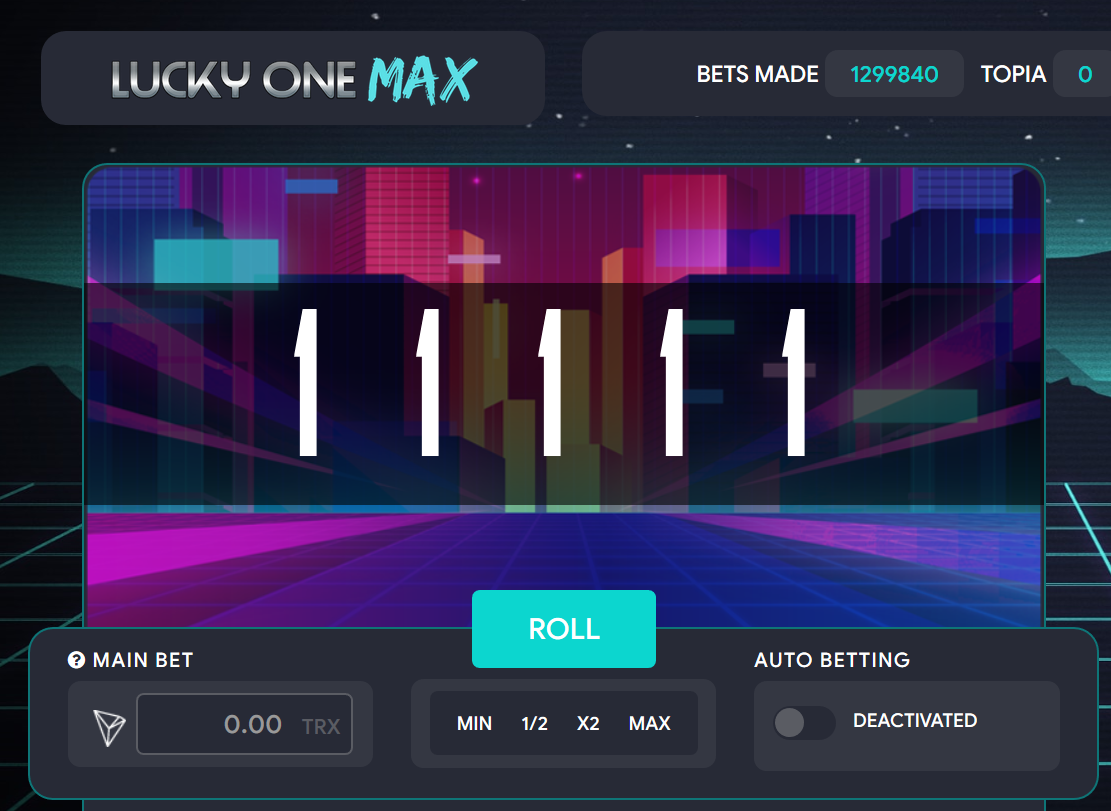 LUCKY ONE MAX
BETS MADE 1299840 TOPIA 0
1 1 1 1 1
ROLL
? MAIN BET
AUTO BETTING
0.00 TRX
MIN 1/2 X2 MAX
DEACTIVATED